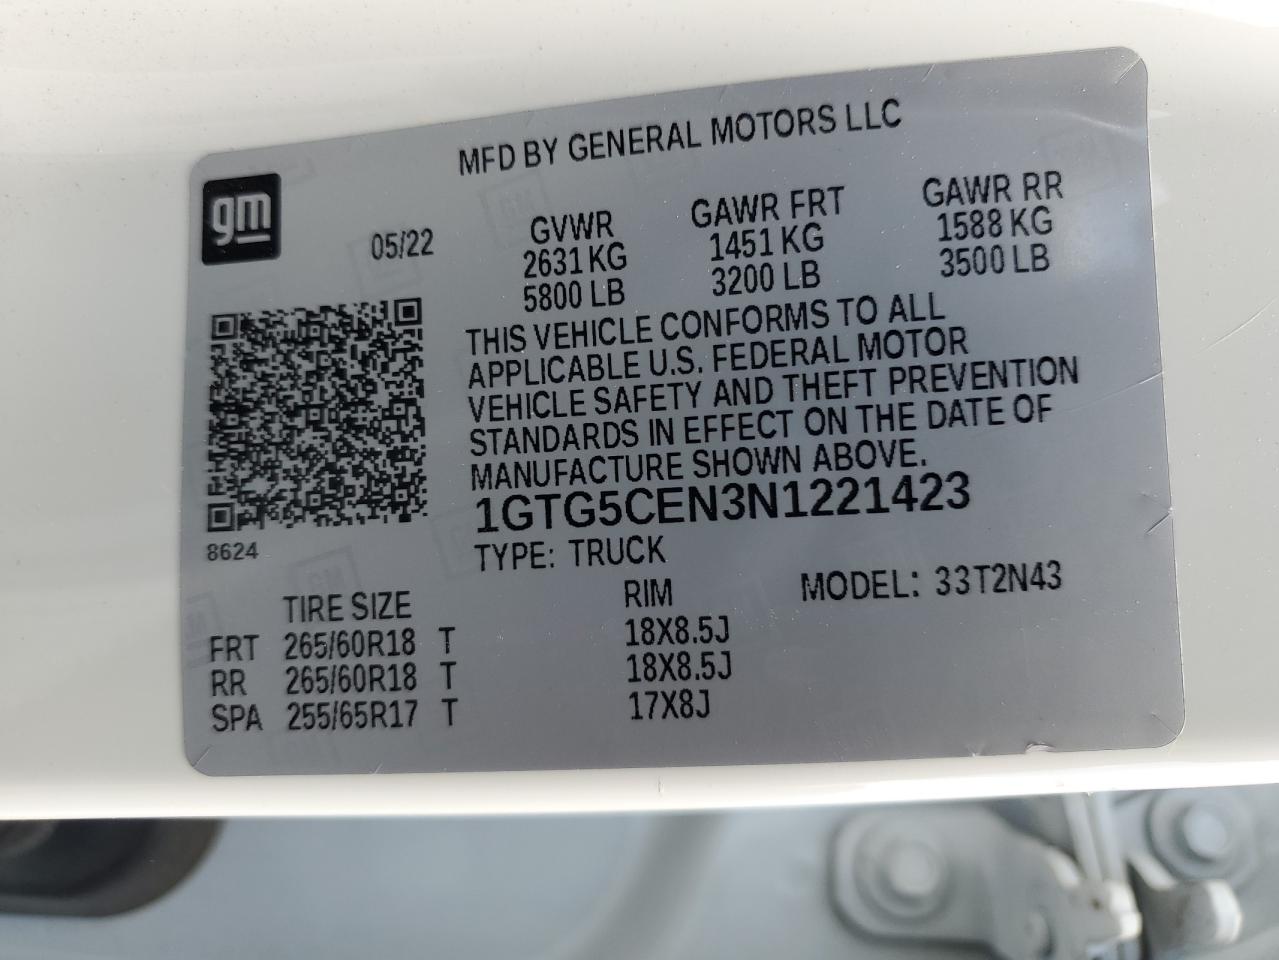 MFD BY GENERAL MOTORS LLC
gm
05/22
GVWR GAWR FRT GAWR RR
2631 KG 1451 KG 1588 KG
5800 LB 3200 LB 3500 LB
THIS VEHICLE CONFORMS TO ALL
APPLICABLE U.S. FEDERAL MOTOR
VEHICLE SAFETY AND THEFT PREVENTION
STANDARDS IN EFFECT ON THE DATE OF
MANUFACTURE SHOWN ABOVE.
1GTG5CEN3N1221423
8624
TYPE: TRUCK
MODEL: 33T2N43
TIRE SIZE RIM
FRT 265/60R18 T 18X8.5J
RR 265/60R18 T 18X8.5J
SPA 255/65R17 T 17X8J